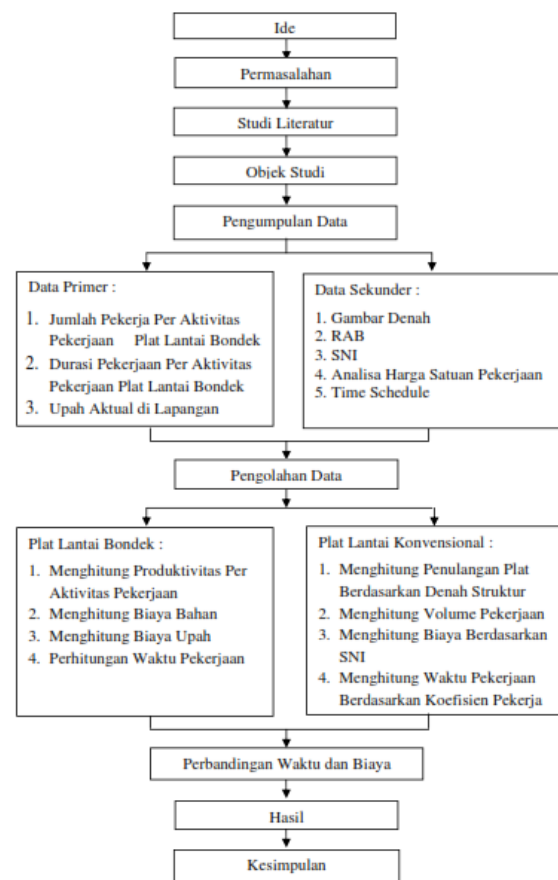 Ide
Permasalahan
Studi Literatur
Objek Studi
Pengumpulan Data
Data Primer :
1. Jumlah Pekerja Per Aktivitas
Pekerjaan Plat Lantai Bondek
2. Durasi Pekerjaan Per Aktivitas
Pekerjaan Plat Lantai Bondek
3. Upah Aktual di Lapangan
Data Sekunder :
1. Gambar Denah
2. RAB
3. SNI
4. Analisa Harga Satuan Pekerjaan
5. Time Schedule
Pengolahan Data
Plat Lantai Bondek :
1. Menghitung Produktivitas Per
Aktivitas Pekerjaan
2. Menghitung Biaya Bahan
3. Menghitung Biaya Upah
4. Perhitungan Waktu Pekerjaan
Plat Lantai Konvensional :
1. Menghitung Penulangan Plat
Berdasarkan Denah Struktur
2. Menghitung Volume Pekerjaan
3. Menghitung Biaya Berdasarkan
SNI
4. Menghitung Waktu Pekerjaan
Berdasarkan Koefisien Pekerja
Perbandingan Waktu dan Biaya
Hasil
Kesimpulan